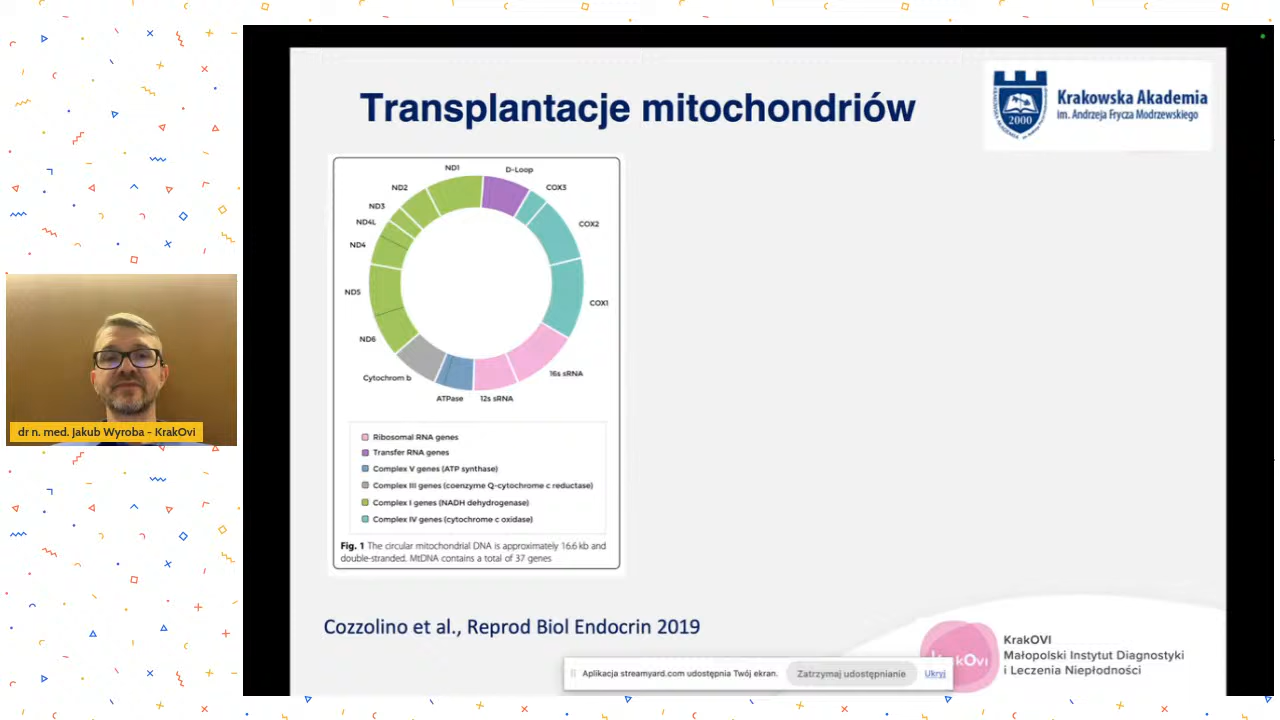 Transplantacje mitochondriów
2000
Krakowska Akademia
im. Andrzeja Frycza Modrzewskiego
ND1
D-Loop
ND2
COX3
ND3
ND4L
COX2
ND4
ND5
COX1
ND6
16s sRNA
Cytochrom b
ATPase
12s sRNA
Ribosomal RNA genes
Transfer RNA genes
Complex V genes (ATP synthase)
Complex III genes (coenzyme Q-cytochrome c reductase)
Complex I genes (NADH dehydrogenase)
Complex IV genes (cytochrome c oxidase)
Fig. 1 The circular mitochondrial DNA is approximately 16.6 kb and
double-stranded. MtDNA contains a total of 37 genes
dr n. med. Jakub Wyroba - KrakOvi
Cozzolino et al., Reprod Biol Endocrin 2019
KrakOVI
Małopolski Instytut Diagnostyki
i Leczenia Niepłodności
Aplikacja streamyard.com udostępnia Twój ekran.
Zatrzymaj udostępnianie
Ukryj